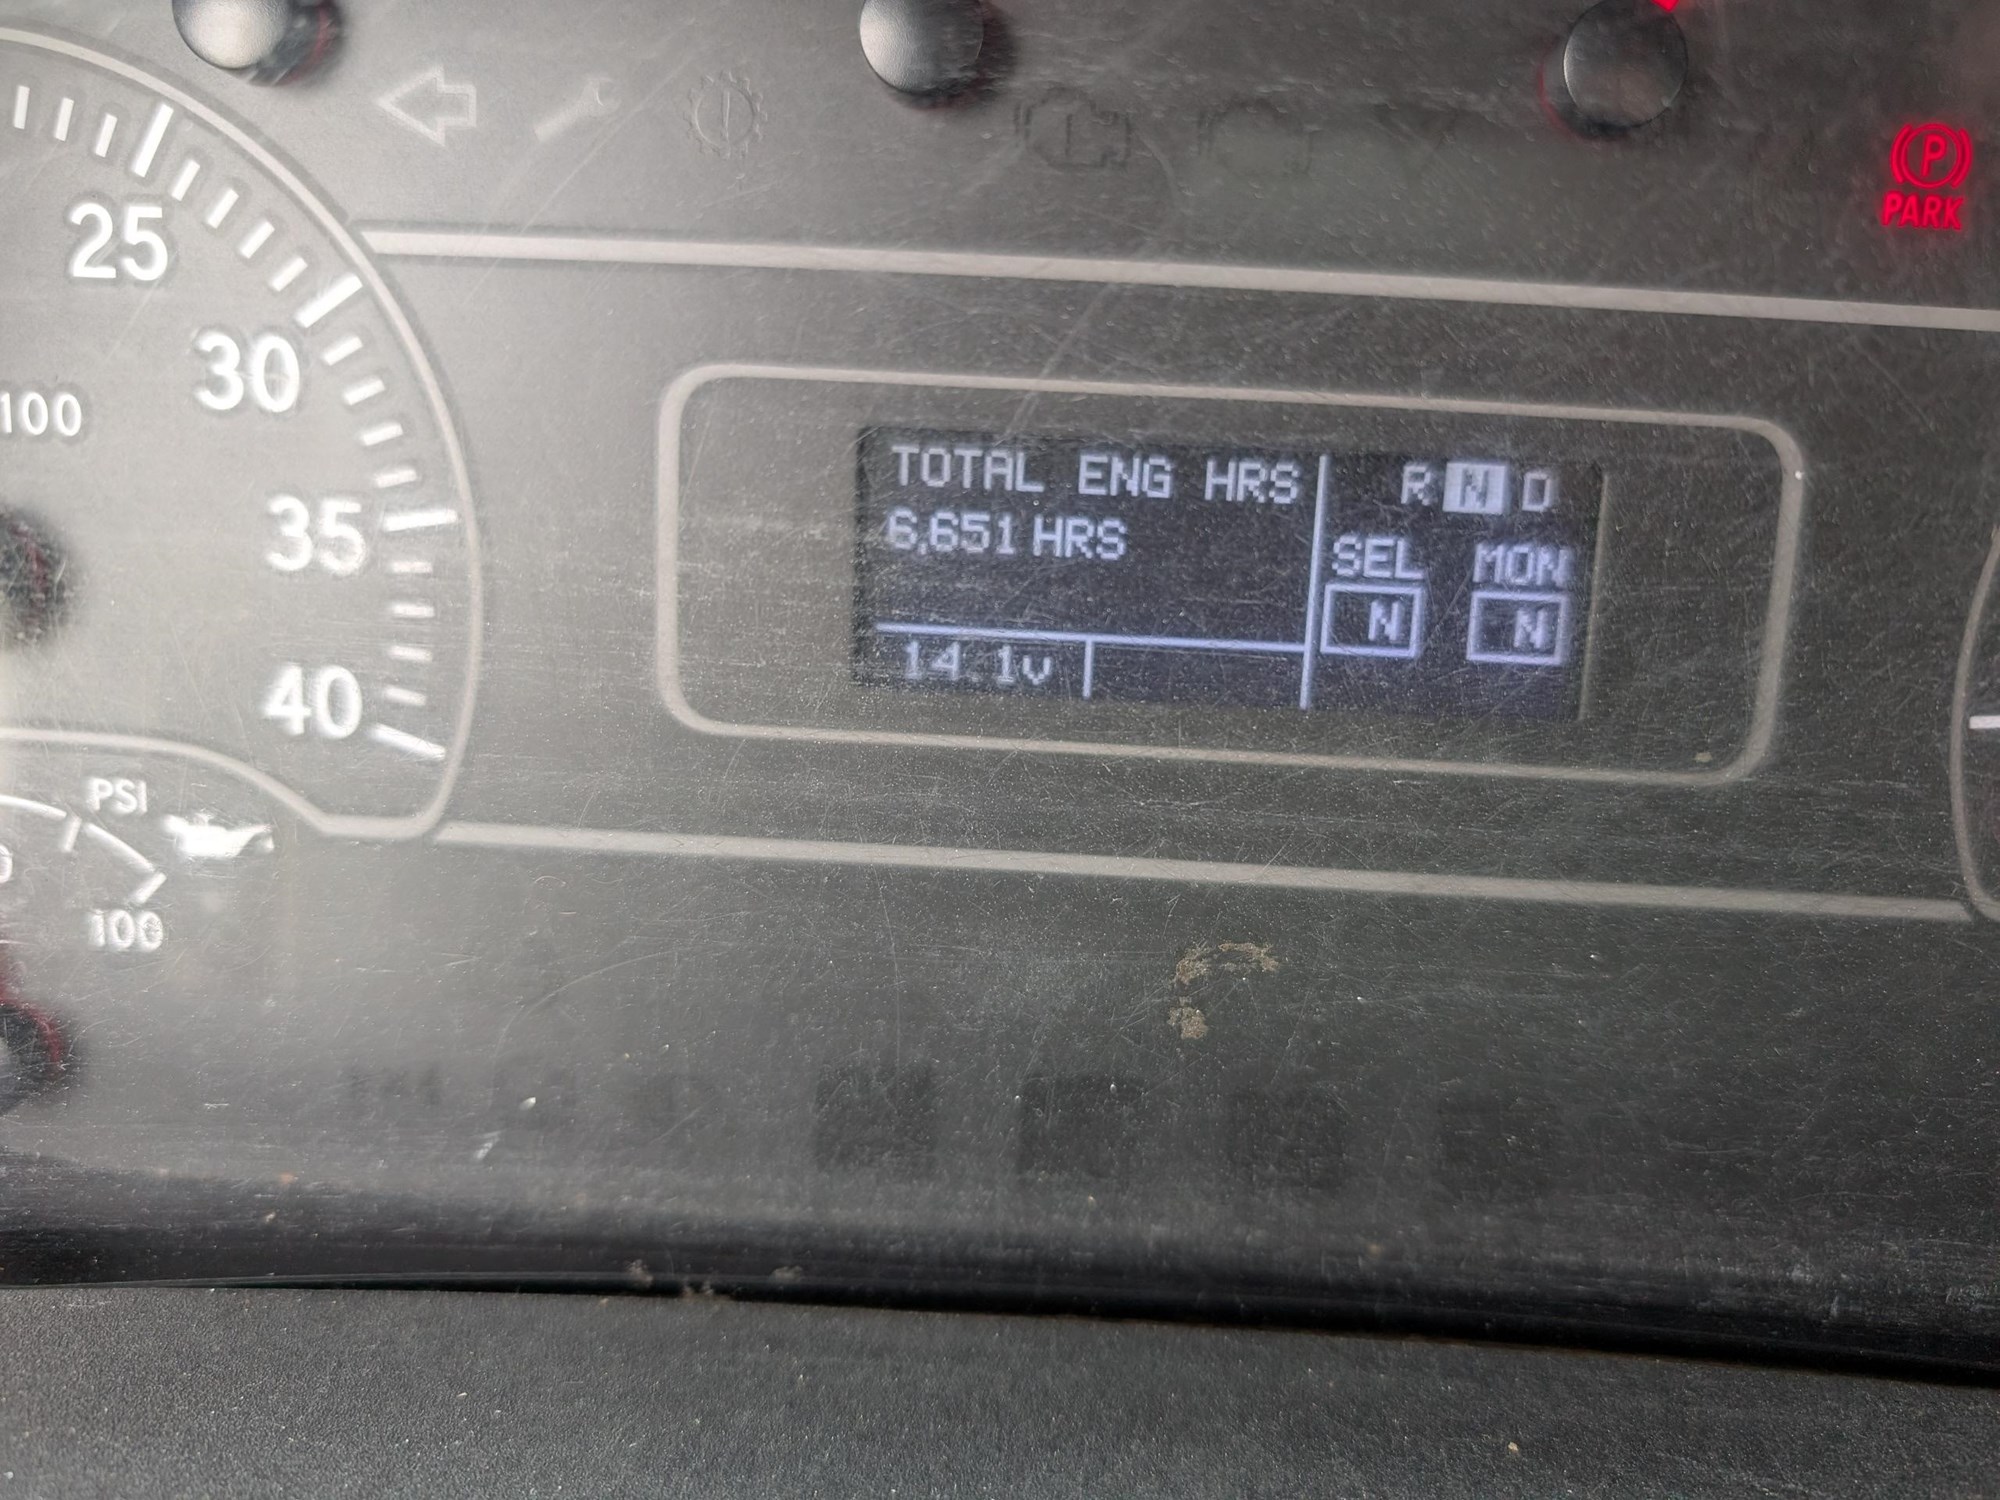 25
30
100
35
40
PSI
100
P
PARK
TOTAL ENG HRS
6,651 HRS
14.1v
R N D
SEL MON
N N